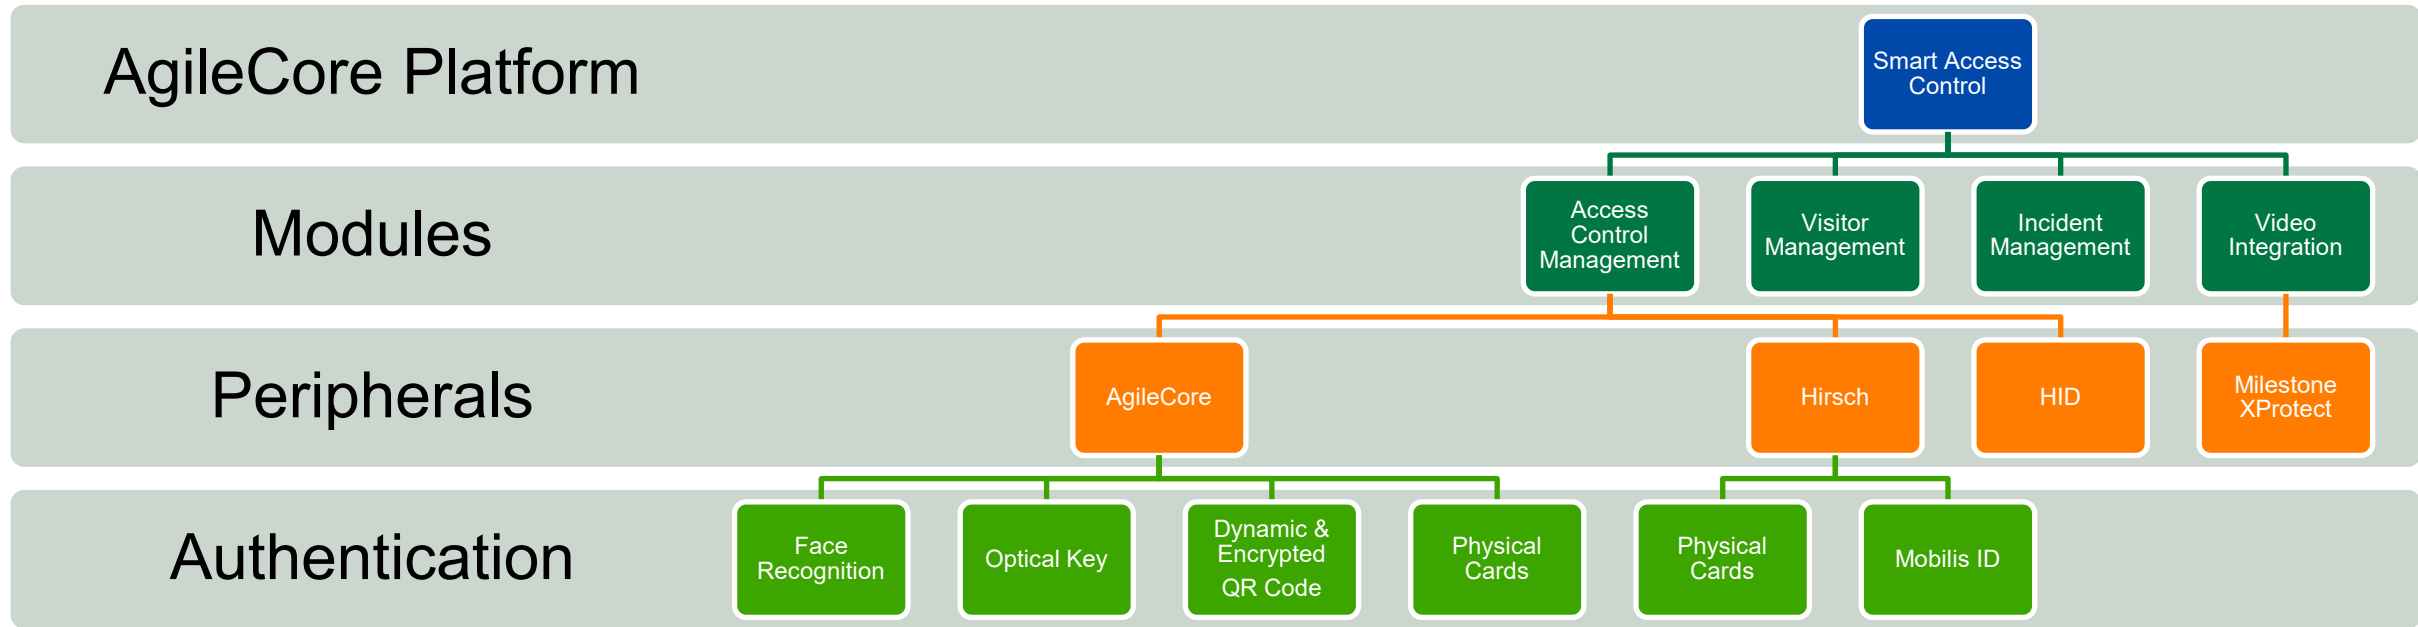 AgileCore Platform
Smart Access
Control
Modules
Access
Control
Management
Visitor
Management
Incident
Management
Video
Integration
Peripherals
AgileCore
Hirsch
HID
Milestone
XProtect
Authentication
Face
Recognition
Optical Key
Dynamic &
Encrypted
QR Code
Physical
Cards
Physical
Cards
Mobilis ID